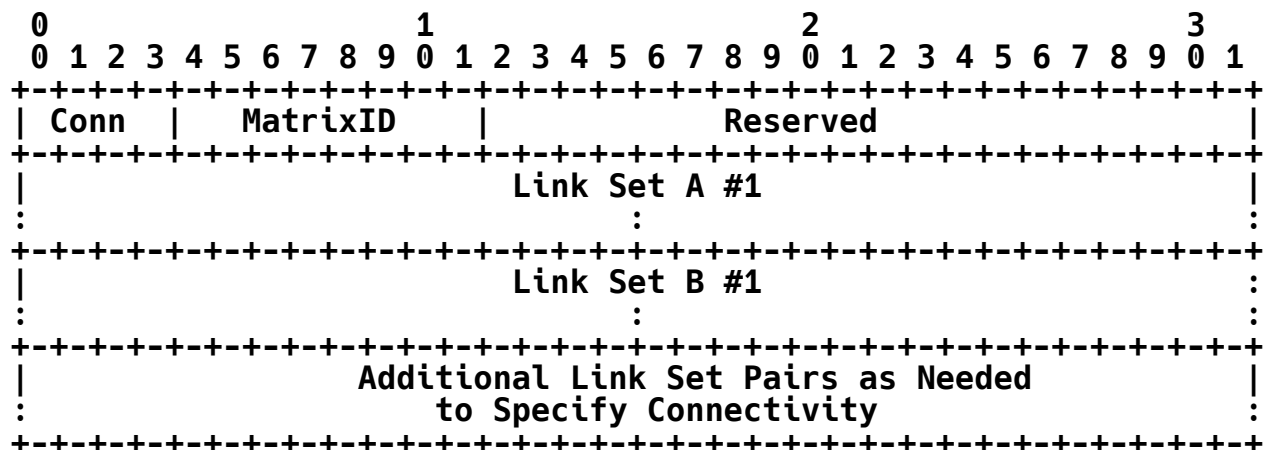 0                   1                   2                   3
 0 1 2 3 4 5 6 7 8 9 0 1 2 3 4 5 6 7 8 9 0 1 2 3 4 5 6 7 8 9 0 1
+-+-+-+-+-+-+-+-+-+-+-+-+-+-+-+-+-+-+-+-+-+-+-+-+-+-+-+-+-+-+-+-+
| Conn  |   MatrixID    |            Reserved                   |
+-+-+-+-+-+-+-+-+-+-+-+-+-+-+-+-+-+-+-+-+-+-+-+-+-+-+-+-+-+-+-+-+
|                         Link Set A #1                         |
:                               :                               :
+-+-+-+-+-+-+-+-+-+-+-+-+-+-+-+-+-+-+-+-+-+-+-+-+-+-+-+-+-+-+-+-+
|                         Link Set B #1                         :
:                               :                               :
+-+-+-+-+-+-+-+-+-+-+-+-+-+-+-+-+-+-+-+-+-+-+-+-+-+-+-+-+-+-+-+-+
|                 Additional Link Set Pairs as Needed           |
:                     to Specify Connectivity                   :
+-+-+-+-+-+-+-+-+-+-+-+-+-+-+-+-+-+-+-+-+-+-+-+-+-+-+-+-+-+-+-+-+